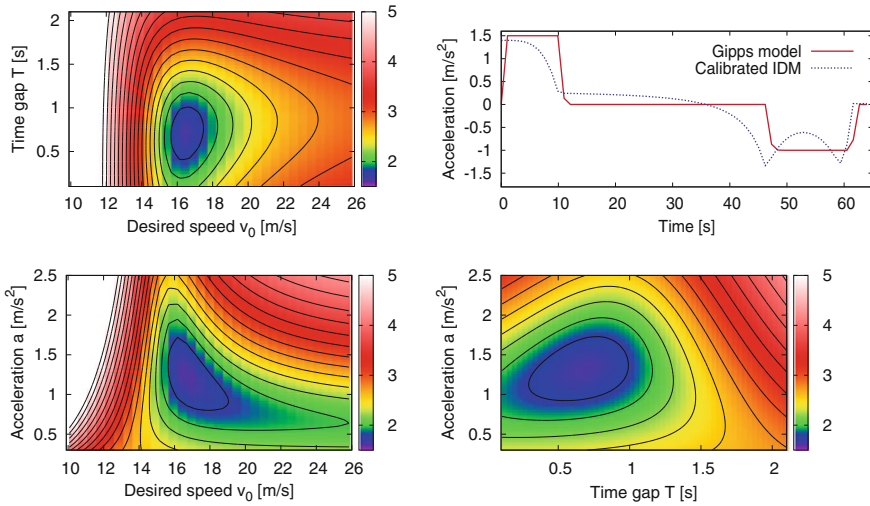 2
1.5
1
0.5
10 12 14 16 18 20 22 24 26
Time gap T [s]
Desired speed v0 [m/s]
5
4
3
2
1.5
1
0.5
0
-0.5
-1
-1.5
0 10 20 30 40 50 60
Acceleration [m/s2]
Time [s]
Gipps model
Calibrated IDM
2.5
2
1.5
1
0.5
10 12 14 16 18 20 22 24 26
Acceleration a [m/s2]
Desired speed v0 [m/s]
5
4
3
2
2.5
2
1.5
1
0.5
0.5 1 1.5 2
Acceleration a [m/s2]
Time gap T [s]
5
4
3
2